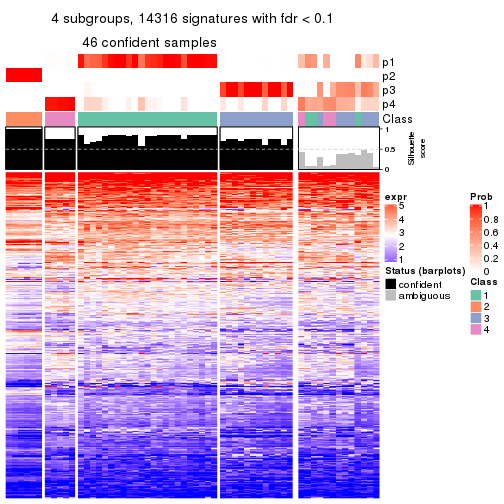 4 subgroups, 14316 signatures with fdr < 0.1
46 confident samples
p1
p2
p3
p4
Class
1
0.5
0
Silhouette
score
expr
5
4
3
2
1
Status (barplots)
confident
ambiguous
Prob
1
0.8
0.6
0.4
0.2
0
Class
1
2
3
4